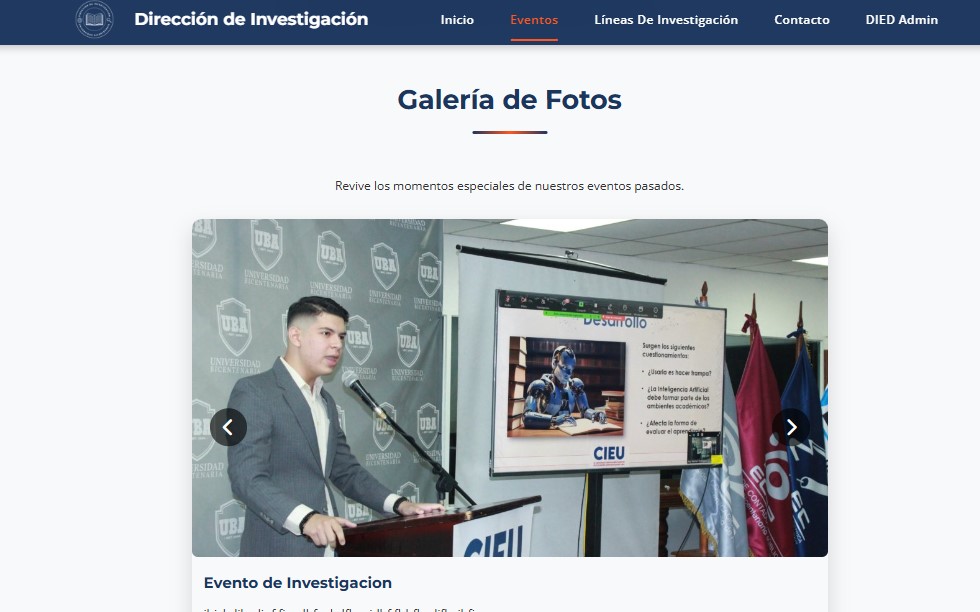 Dirección de Investigación
Inicio
Eventos
Líneas De Investigación
Contacto
DIED Admin
Galería de Fotos
Revive los momentos especiales de nuestros eventos pasados.
UBA
UNIVERSIDAD
BICENTENARIA
Desarrollo
Surgen los siguientes
cuestionamientos:
• ¿Usarla es hacer trampa?
• ¿La Inteligencia Artificial
debe formar parte de los
ambientes académicos?
• ¿Afecta la forma de
evaluar el aprendizaje?
CIEU
CIEU
Evento de Investigacion